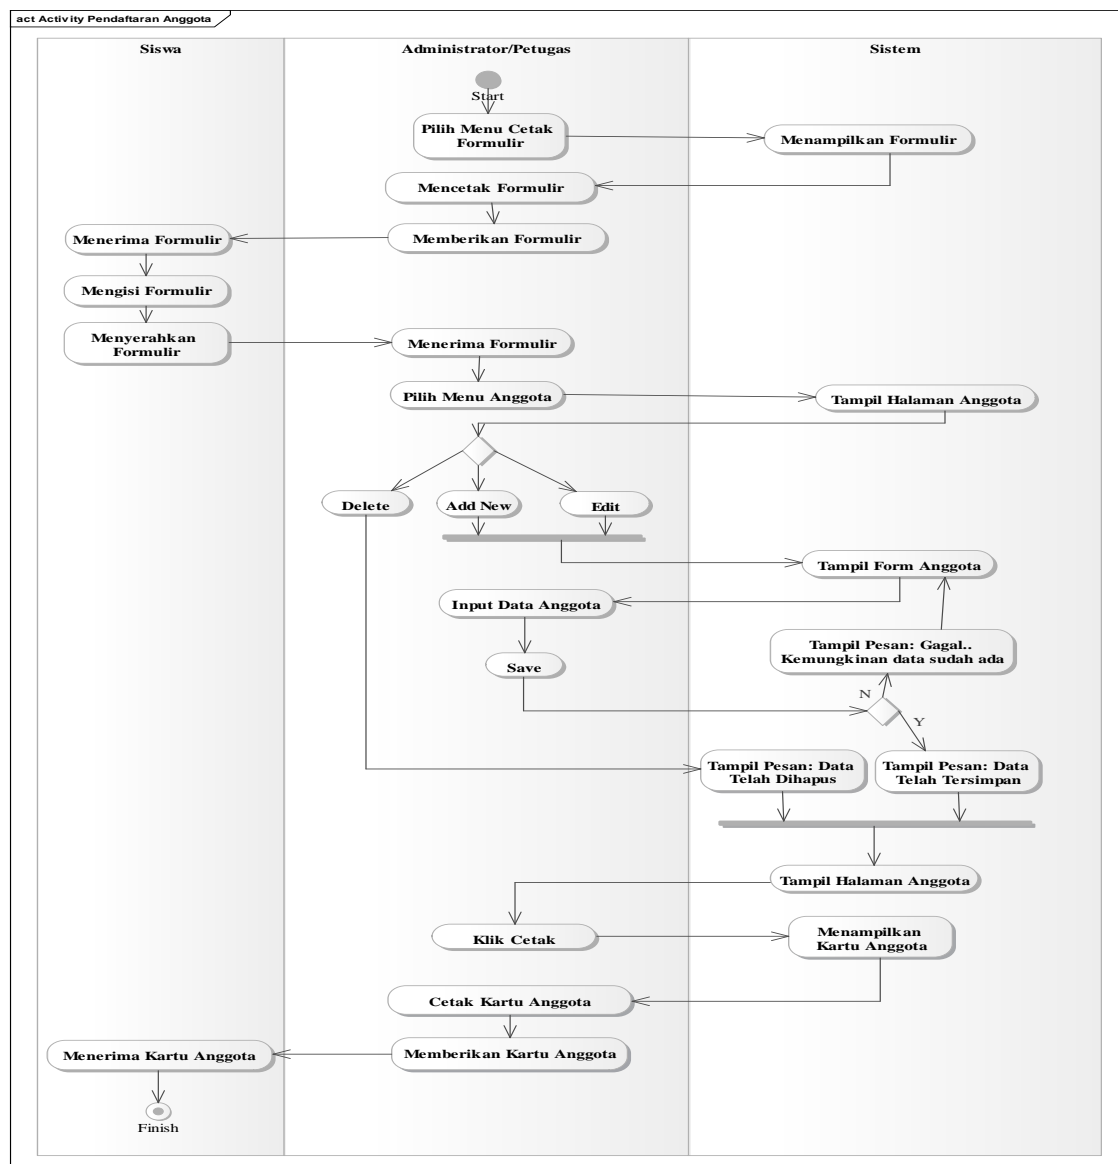 act Activity Pendaftaran Anggota
Siswa
Administrator/Petugas
Sistem
Start
Pilih Menu Cetak
Formulir
Menampilkan Formulir
Mencetak Formulir
Menerima Formulir
Memberikan Formulir
Mengisi Formulir
Menyerahkan
Formulir
Menerima Formulir
Pilih Menu Anggota
Tampil Halaman Anggota
Delete
Add New
Edit
Tampil Form Anggota
Input Data Anggota
Tampil Pesan: Gagal..
Kemungkinan data sudah ada
Save
N
Y
Tampil Pesan: Data
Telah Dihapus
Tampil Pesan: Data
Telah Tersimpan
Tampil Halaman Anggota
Klik Cetak
Menampilkan
Kartu Anggota
Cetak Kartu Anggota
Menerima Kartu Anggota
Memberikan Kartu Anggota
Finish